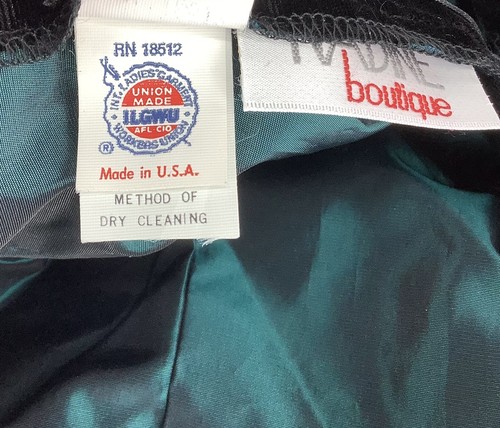 RN 18512
INT. LADIES' GARMENT
WORKERS UNION
UNION
MADE
ILGWU
AFL CIO
®
Made in U.S.A.
METHOD OF
DRY CLEANING
NADINE
boutique